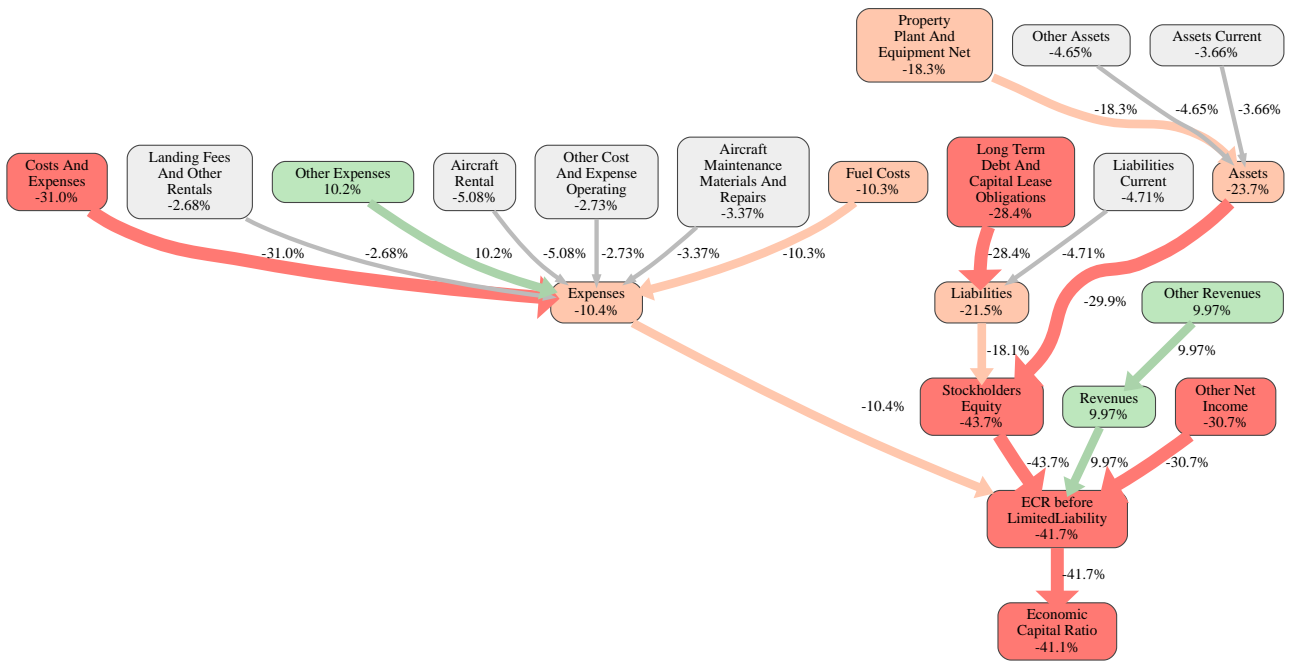 Property
Plant And
Equipment Net
-18.3%
Other Assets
-4.65%
Assets Current
-3.66%
-18.3%
-4.65%
-3.66%
Costs And
Expenses
-31.0%
Landing Fees
And Other
Rentals
-2.68%
Other Expenses
10.2%
Aircraft
Rental
-5.08%
Other Cost
And Expense
Operating
-2.73%
Aircraft
Maintenance
Materials And
Repairs
-3.37%
Fuel Costs
-10.3%
Long Term
Debt And
Capital Lease
Obligations
-28.4%
Liabilities
Current
-4.71%
Assets
-23.7%
-31.0%
-2.68%
10.2%
-5.08%
-2.73%
-3.37%
-10.3%
-28.4%
-4.71%
-29.9%
Expenses
-10.4%
Liabilities
-21.5%
Other Revenues
9.97%
-18.1%
9.97%
-10.4%
Stockholders
Equity
-43.7%
Revenues
9.97%
Other Net
Income
-30.7%
-43.7%
9.97%
-30.7%
ECR before
LimitedLiability
-41.7%
-41.7%
Economic
Capital Ratio
-41.1%